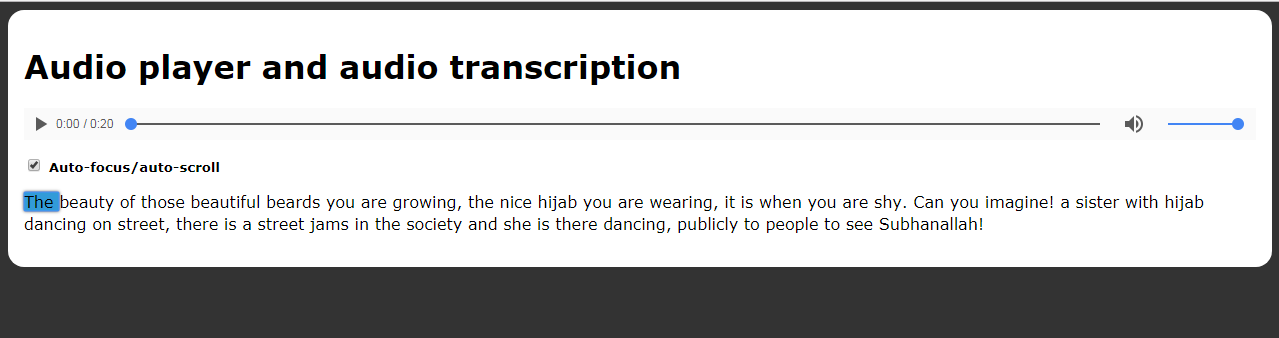 Audio player and audio transcription
0:00 / 0:20
Auto-focus/auto-scroll
The beauty of those beautiful beards you are growing, the nice hijab you are wearing, it is when you are shy. Can you imagine! a sister with hijab
dancing on street, there is a street jams in the society and she is there dancing, publicly to people to see Subhanallah!